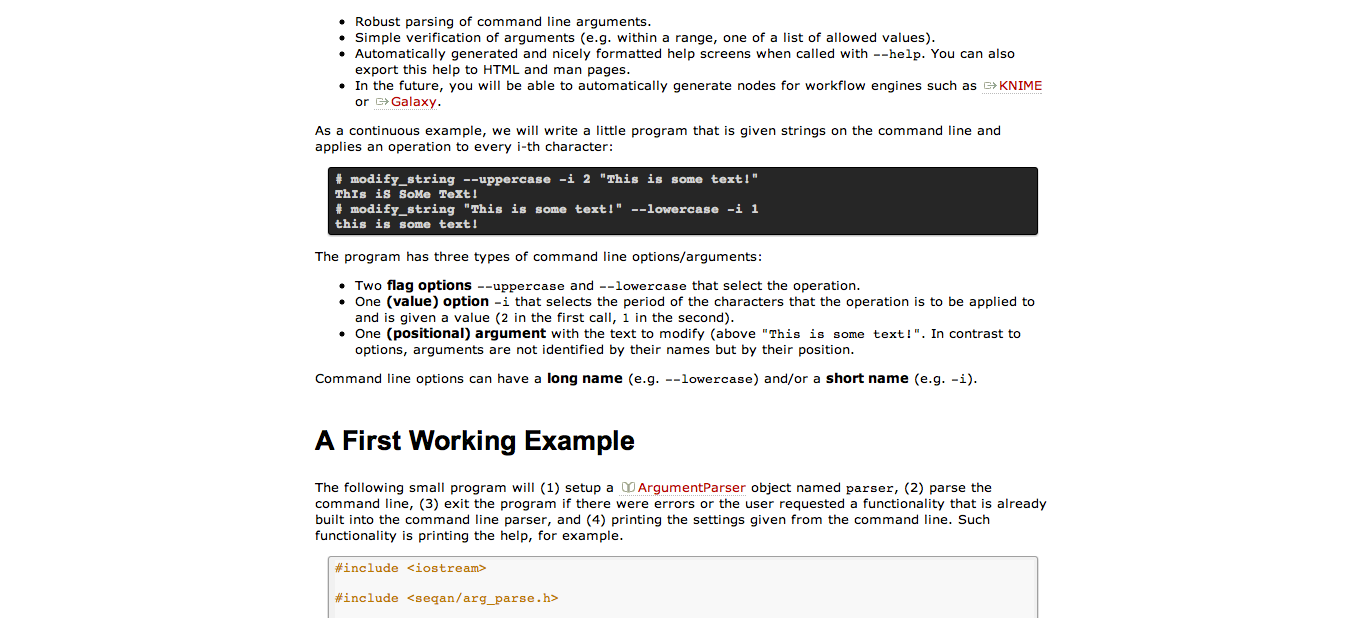 • Robust parsing of command line arguments.
• Simple verification of arguments (e.g. within a range, one of a list of allowed values).
• Automatically generated and nicely formatted help screens when called with --help. You can also
export this help to HTML and man pages.
• In the future, you will be able to automatically generate nodes for workflow engines such as KNIME
or Galaxy.
As a continuous example, we will write a little program that is given strings on the command line and
applies an operation to every i-th character:
# modify_string --uppercase -i 2 "This is some text!"
ThIs iS SoMe TeXt!
# modify_string "This is some text!" --lowercase -i 1
this is some text!
The program has three types of command line options/arguments:
• Two flag options --uppercase and --lowercase that select the operation.
• One (value) option -i that selects the period of the characters that the operation is to be applied to
and is given a value (2 in the first call, 1 in the second).
• One (positional) argument with the text to modify (above "This is some text!". In contrast to
options, arguments are not identified by their names but by their position.
Command line options can have a long name (e.g. --lowercase) and/or a short name (e.g. -i).
A First Working Example
The following small program will (1) setup a ArgumentParser object named parser, (2) parse the
command line, (3) exit the program if there were errors or the user requested a functionality that is already
built into the command line parser, and (4) printing the settings given from the command line. Such
functionality is printing the help, for example.
#include <iostream>
#include <seqan/arg_parse.h>